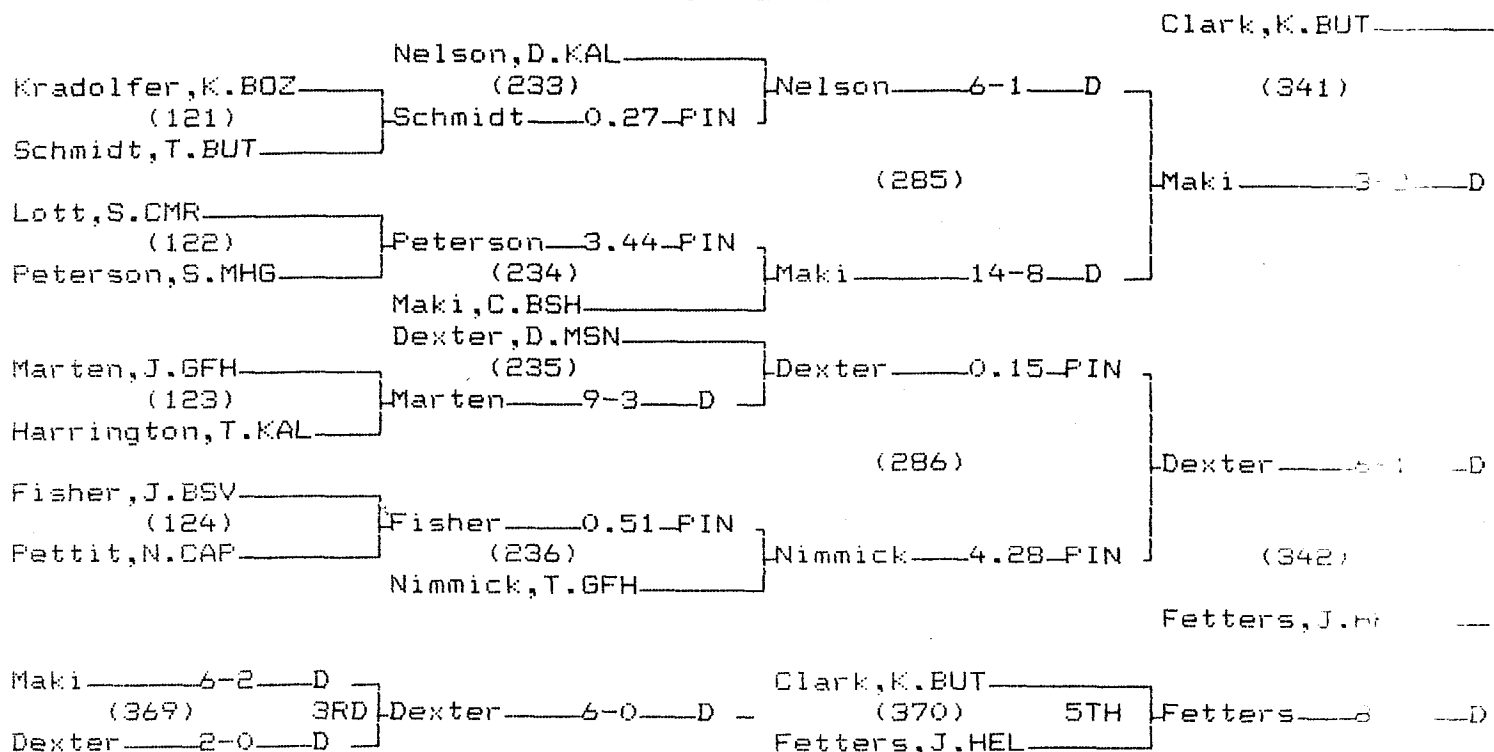 Clark,K.BUT
Nelson,D.KAL
Kradolfer,K.BOZ (233) Nelson 6-1 D (341)
(121) Schmidt 0.27 PIN
Schmidt,T.BUT
(285) Maki D
Lott,S.CMR
(122) Peterson 3.44 PIN
Peterson,S.MHG (234) Maki 14-8 D
Maki,C.BSH
Dexter,D.MSN
Marten,J.GFH (235) Dexter 0.15 PIN
(123) Marten 9-3 D
Harrington,T.KAL
(286) Dexter 6-1 D
Fisher,J.BSV
(124) Fisher 0.51 PIN
Pettit,N.CAP (236) Nimmick 4.28 PIN (342)
Nimmick,T.GFH
Fetters,J.
Maki 6-2 D Clark,K.BUT
(369) 3RD Dexter 6-0 D (370) 5TH Fetters D
Dexter 2-0 D Fetters,J.HEL